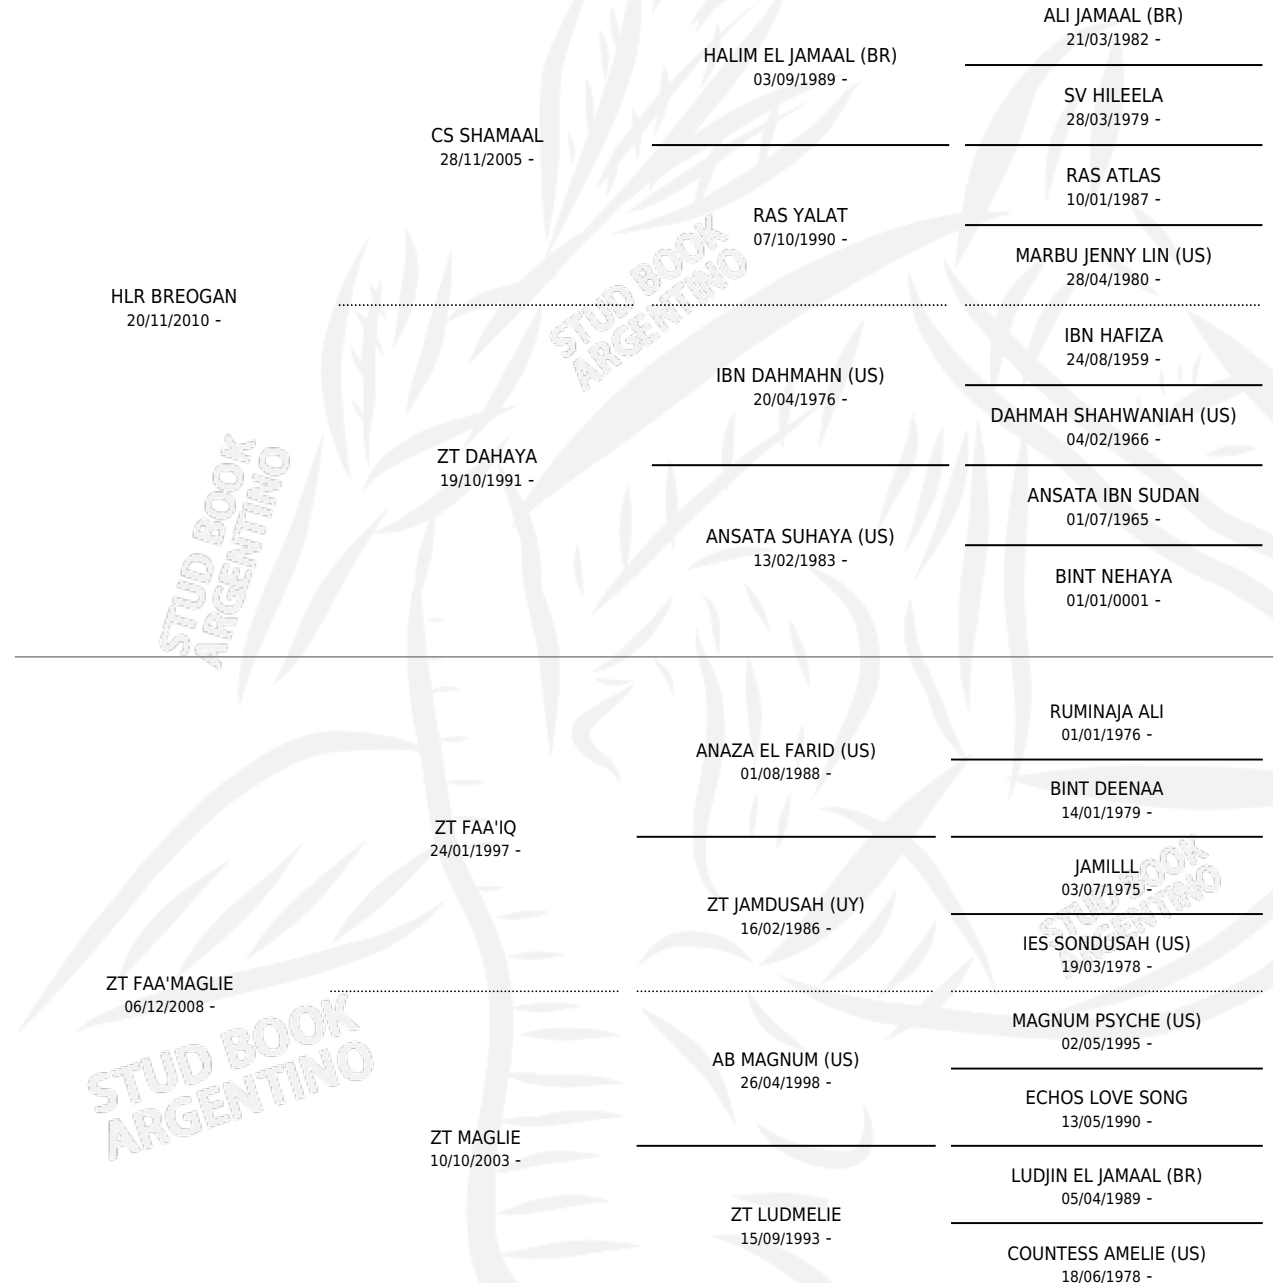 ALI JAMAAL (BR)
21/03/1982 -
HALIM EL JAMAAL (BR)
03/09/1989 -
SV HILEELA
28/03/1979 -
CS SHAMAAL
28/11/2005 -
RAS ATLAS
10/01/1987 -
RAS YALAT
07/10/1990 -
MARBU JENNY LIN (US)
28/04/1980 -
HLR BREOGAN
20/11/2010 -
IBN HAFIZA
24/08/1959 -
IBN DAHMAHN (US)
20/04/1976 -
DAHMAH SHAHWANIAH (US)
04/02/1966 -
ZT DAHAYA
19/10/1991 -
ANSATA IBN SUDAN
01/07/1965 -
ANSATA SUHAYA (US)
13/02/1983 -
BINT NEHAYA
01/01/0001 -
STUD BOOK
ARGENTINO
STUD BOOK
ARGENTINO
RUMINAJA ALI
01/01/1976 -
ANAZA EL FARID (US)
01/08/1988 -
BINT DEENAA
14/01/1979 -
ZT FAA'IQ
24/01/1997 -
JAMILLL
03/07/1975 -
ZT JAMDUSAH (UY)
16/02/1986 -
IES SONDUSAH (US)
19/03/1978 -
STUD BOOK
ARGENTINO
ZT FAA'MAGLIE
06/12/2008 -
MAGNUM PSYCHE (US)
02/05/1995 -
AB MAGNUM (US)
26/04/1998 -
ECHOS LOVE SONG
13/05/1990 -
STUD BOOK
ARGENTINO
ZT MAGLIE
10/10/2003 -
LUDJIN EL JAMAAL (BR)
05/04/1989 -
ZT LUDMELIE
15/09/1993 -
COUNTESS AMELIE (US)
18/06/1978 -